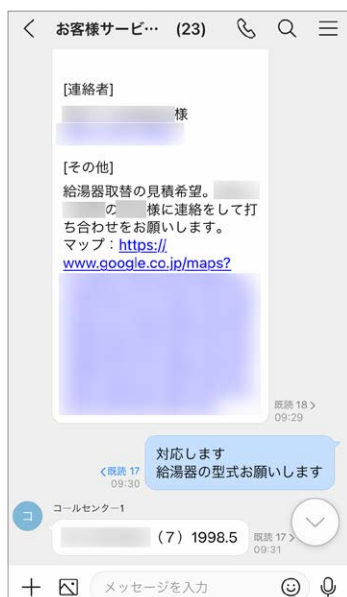 お客様サービ… (23)
[連絡者]
様
[その他]
給湯器取替の見積希望。
の 様に連絡をして打
ち合わせをお願いします。
マップ：https://
www.google.co.jp/maps?
既読 18
09:29
対応します
給湯器の型式お願いします
既読 17
09:30
コ
コールセンター1
（7）1998.5
既読 17
09:31
メッセージを入力